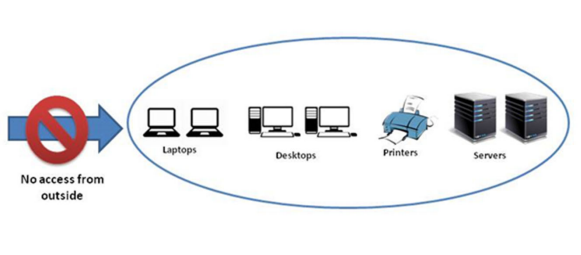 No access from
outside
Laptops
Desktops
Printers
Servers